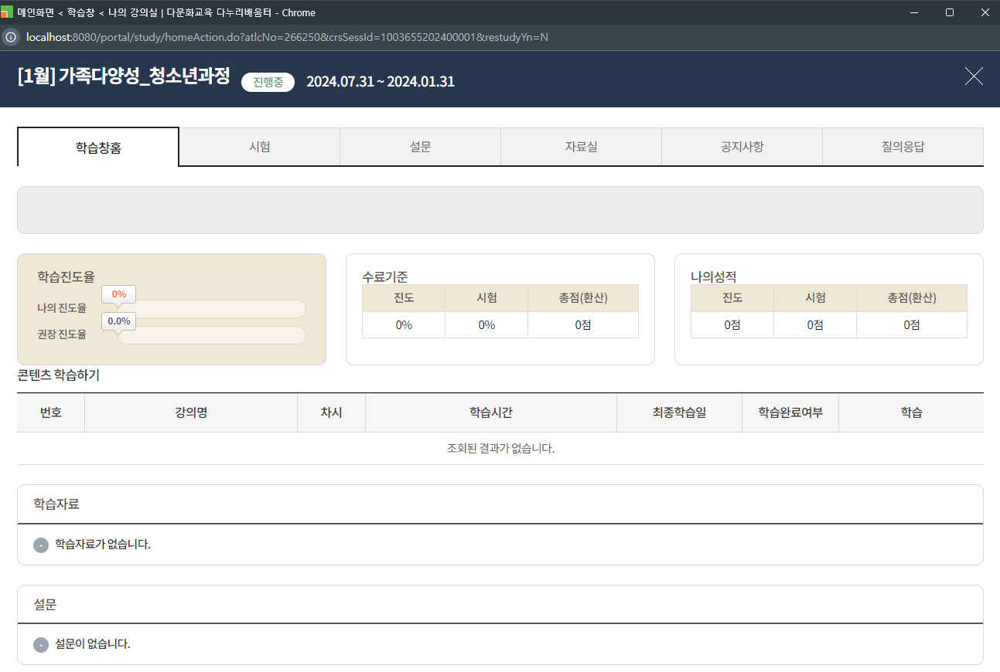 메인화면 < 학습창 < 나의 강의실 | 다문화교육 다누리배움터 - Chrome
localhost:8080/portal/study/homeAction.do?atlcNo=266250&crsSessId=1003655202400001&restudyYn=N
[1월] 가족다양성_청소년과정 진행중 2024.07.31 ~ 2024.01.31
학습창홈 시험 설문 자료실 공지사항 질의응답
학습진도율
0%
나의 진도율
0.0%
권장 진도율
수료기준
진도 시험 총점(환산)
0% 0% 0점
나의성적
진도 시험 총점(환산)
0점 0점 0점
콘텐츠 학습하기
번호 강의명 차시 학습시간 최종학습일 학습완료여부 학습
조회된 결과가 없습니다.
학습자료
- 학습자료가 없습니다.
설문
- 설문이 없습니다.